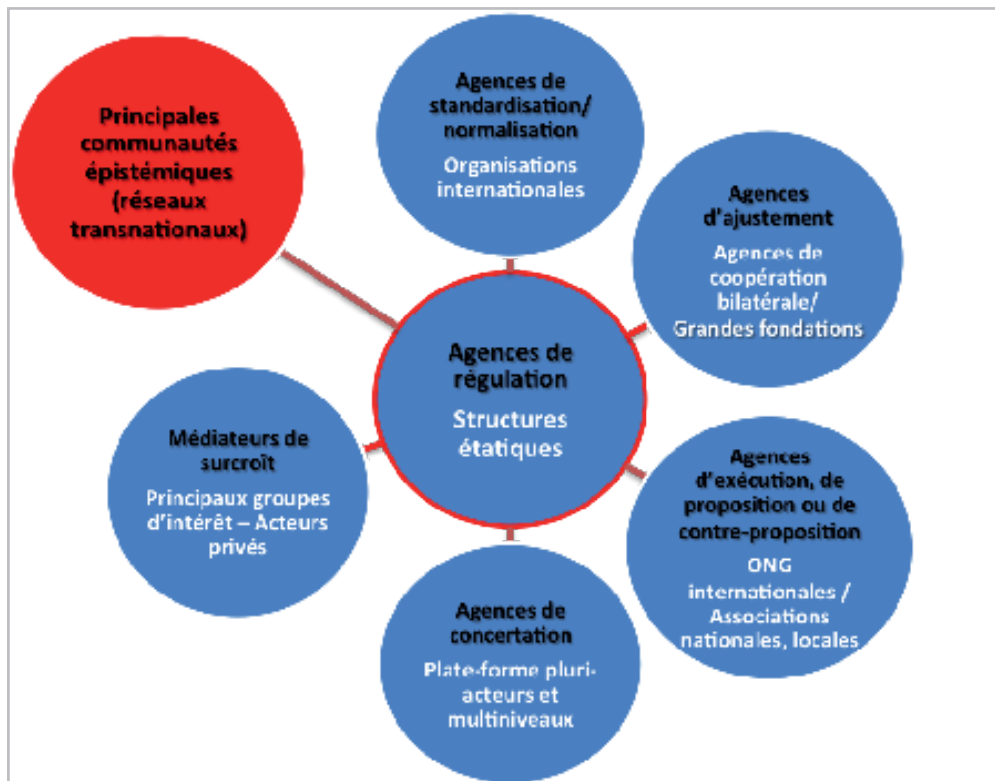 Principales
communautés
épistémiques
(réseaux
transnationaux)
Agences de
standardisation/
normalisation
Organisations
internationales
Agences
d'ajustement
Agences de
coopération
bilatérale/
Grandes fondations
Agences de
régulation
Structures
étatiques
Médiateurs de
surcroît
Principaux groupes
d'intérêt – Acteurs
privés
Agences
d'exécution, de
proposition ou de
contre-proposition
ONG
internationales /
Associations
nationales, locales
Agences de
concertation
Plate-forme pluri-
acteurs et
multiniveaux